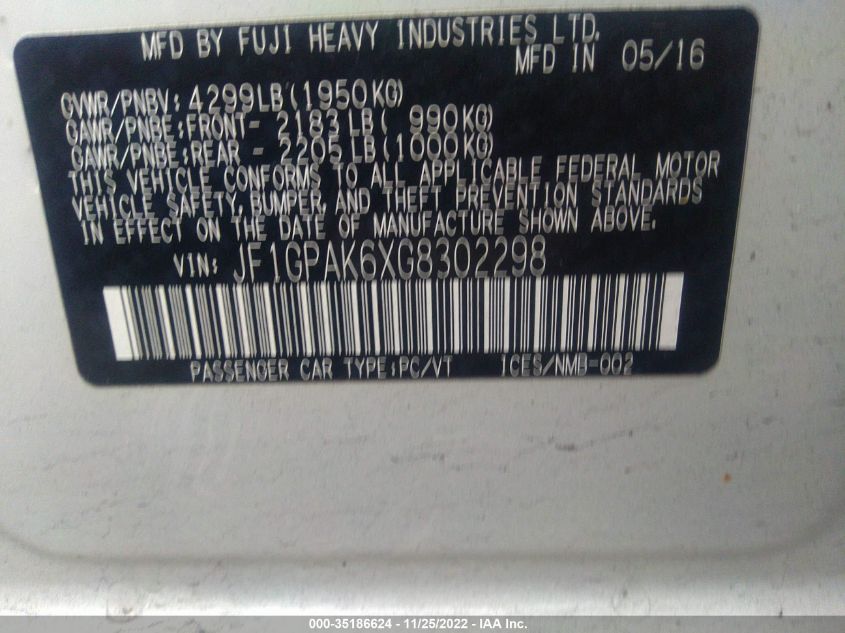 MFD BY FUJI HEAVY INDUSTRIES LTD.
MFD IN 05/16
GVWR/PNBV: 4299LB (1950KG)
GAWR/PNBE:FRONT- 2183LB( 990KG)
GAWR/PNBE:REAR - 2205LB(1000KG)
THIS VEHICLE CONFORMS TO ALL APPLICABLE FEDERAL MOTOR
VEHICLE SAFETY, BUMPER, AND THEFT PREVENTION STANDARDS
IN EFFECT ON THE DATE OF MANUFACTURE SHOWN ABOVE.
VIN: JF1GPAK6XG8302298
PASSENGER CAR TYPE:PC/VT ICES/NMB-002
000-35186624 - 11/25/2022 - IAA Inc.